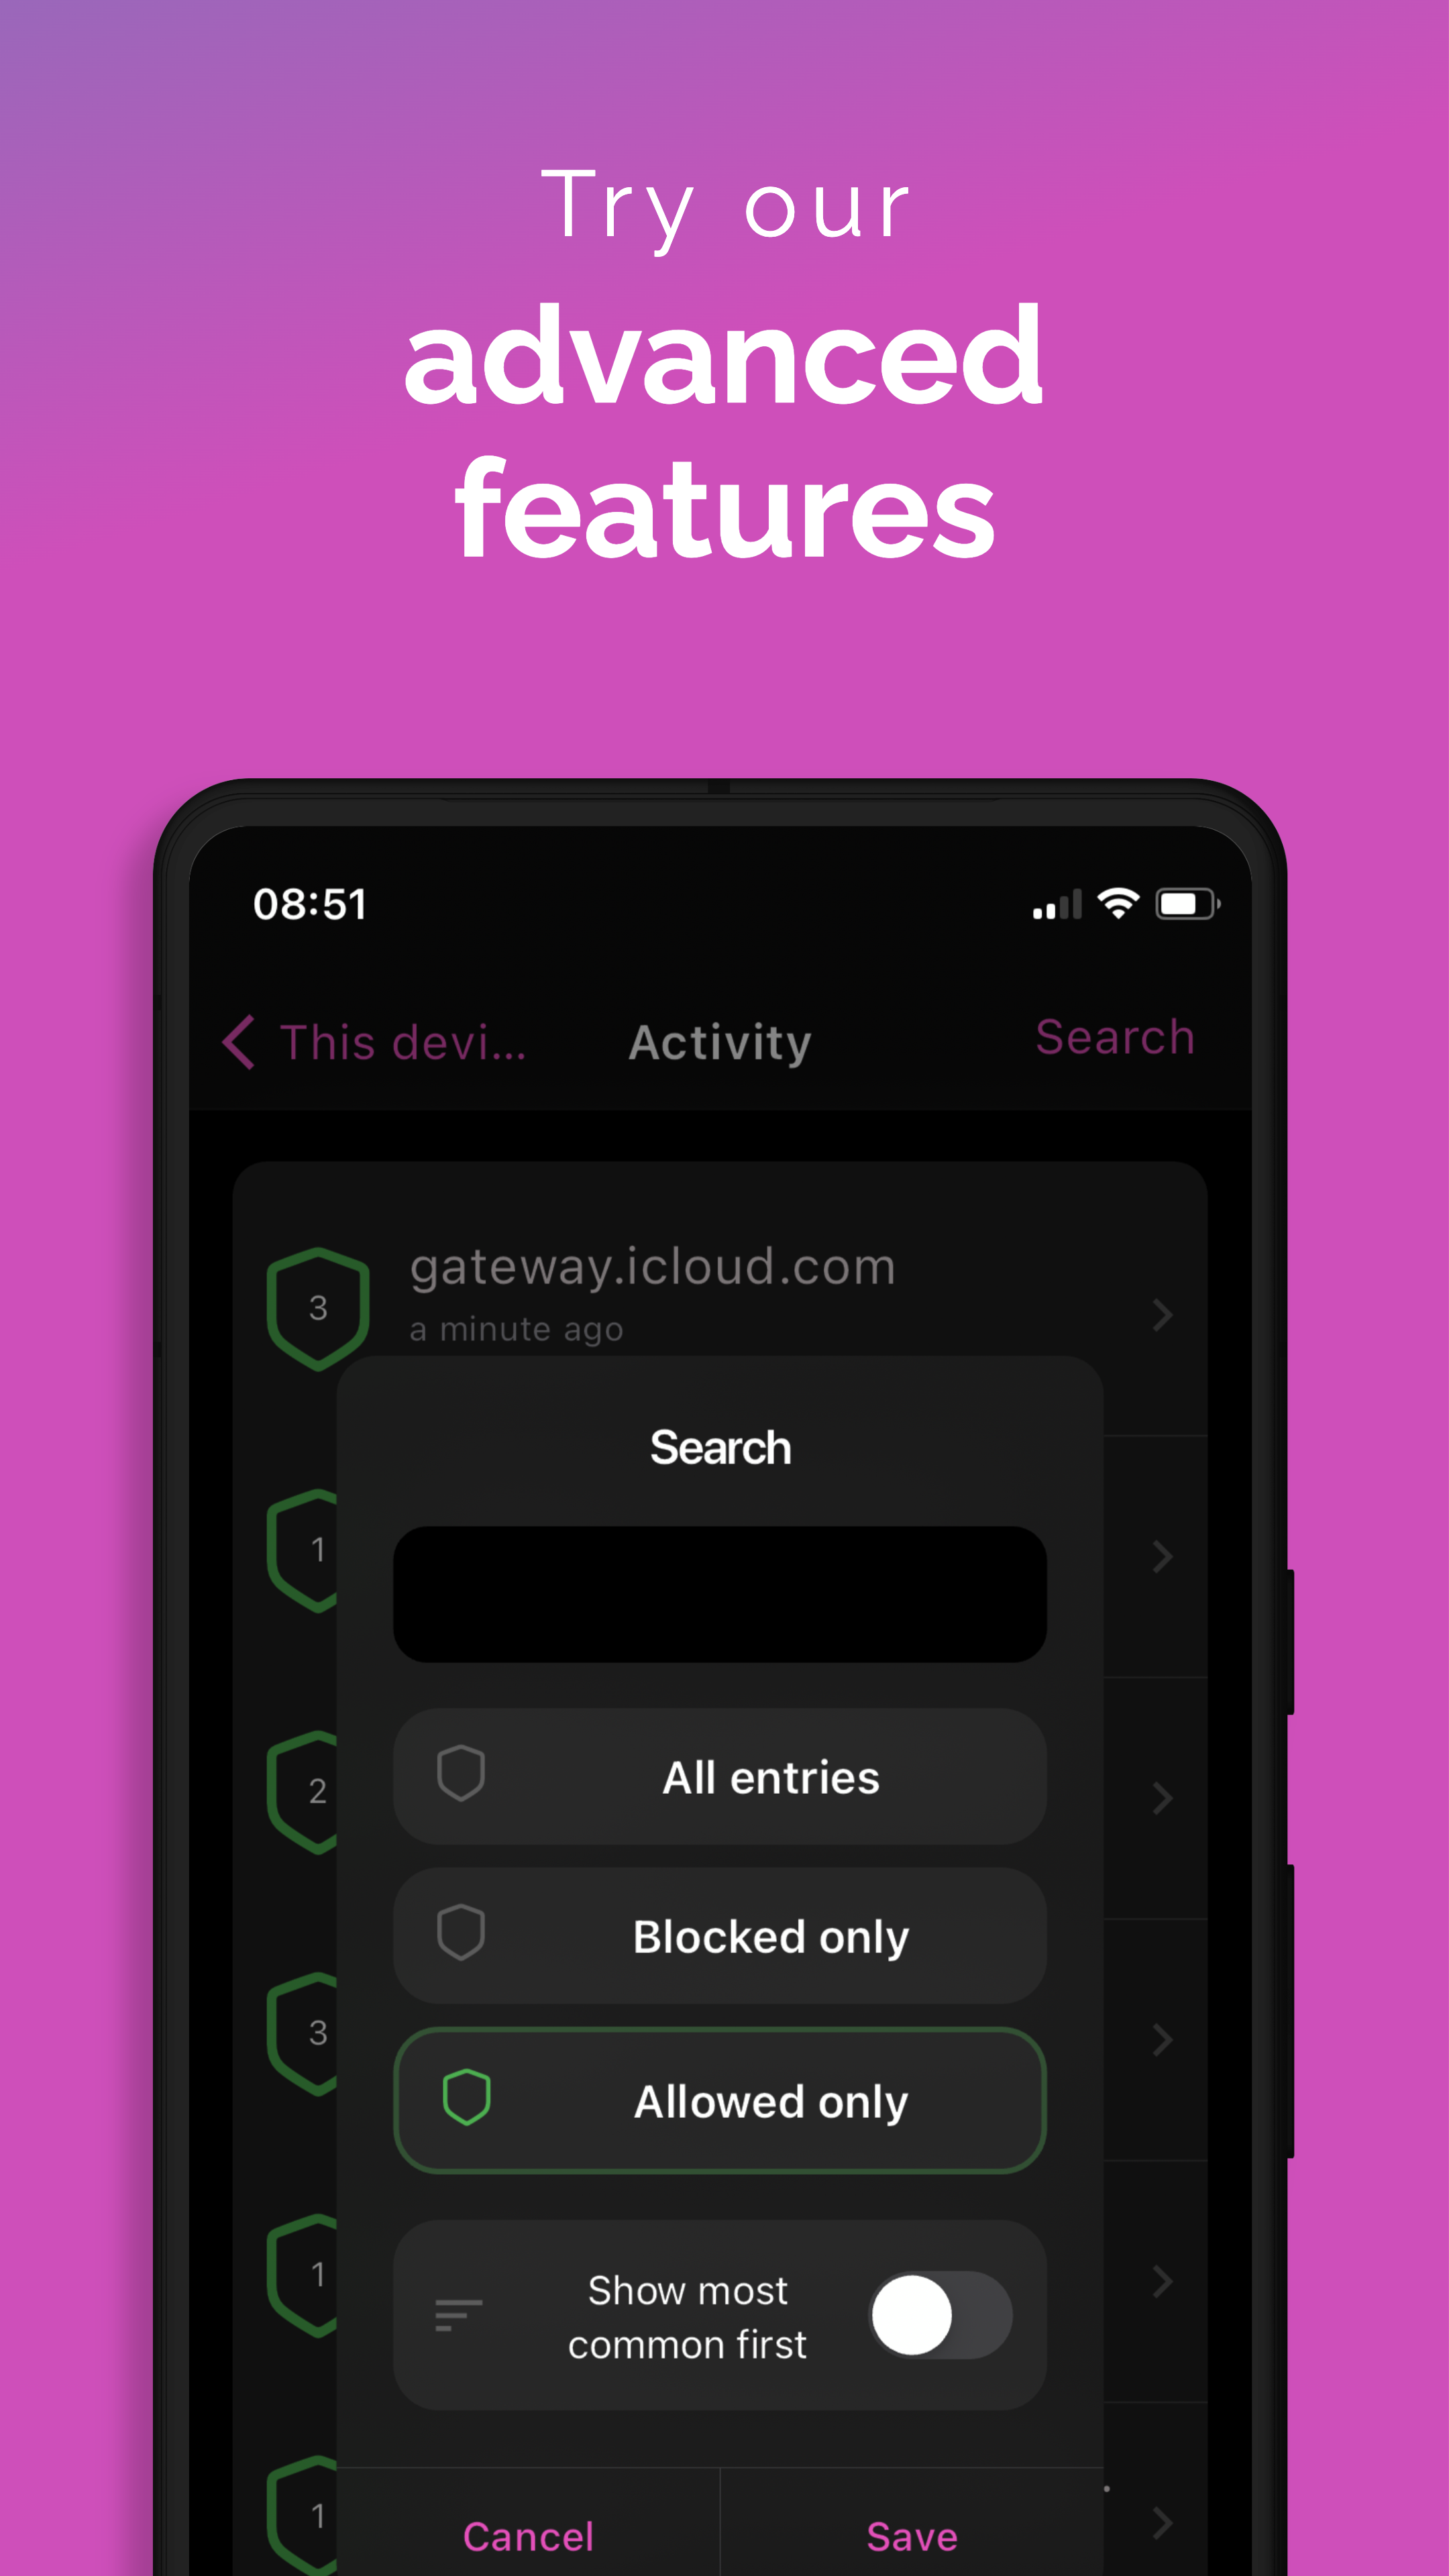 Try our
advanced
features
08:51
This devi...
Activity
Search
gateway.icloud.com
3
a minute ago
Search
1
All entries
2
Blocked only
3
Allowed only
1
Show most
common first
1
Cancel
Save